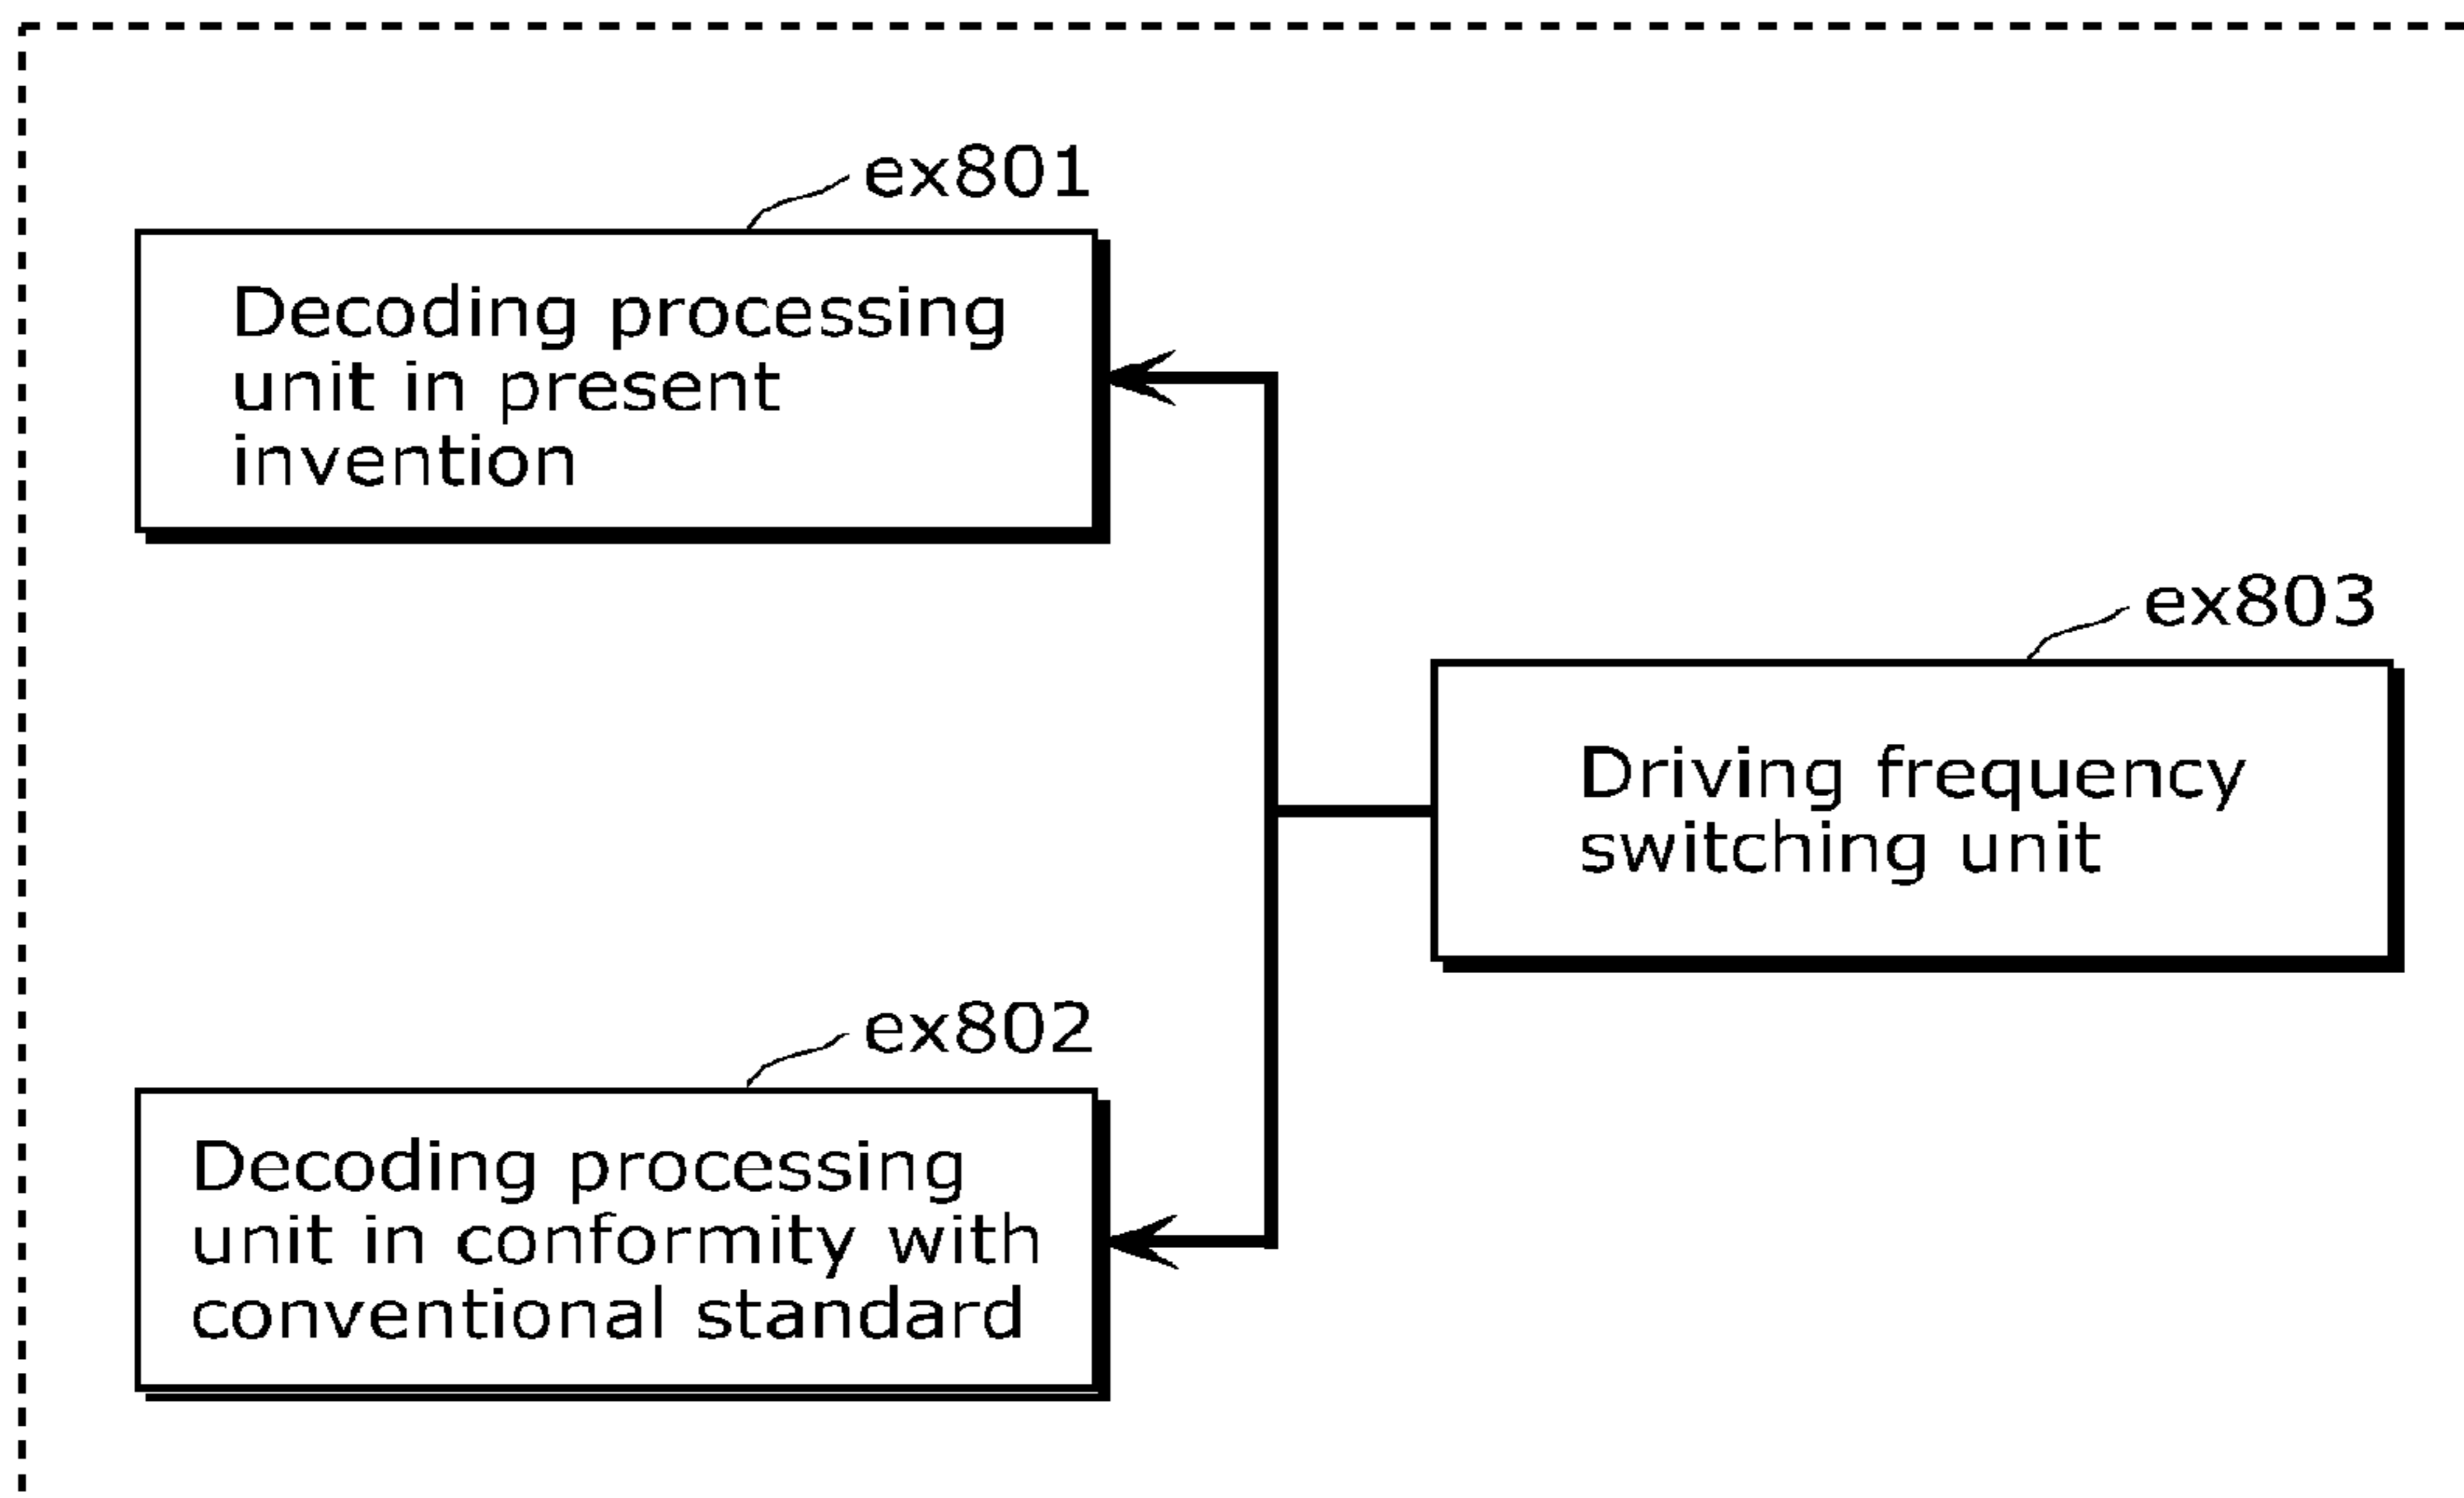 ex801
Decoding processing
unit in present
invention
ex803
Driving frequency
switching unit
ex802
Decoding processing
unit in conformity with
conventional standard